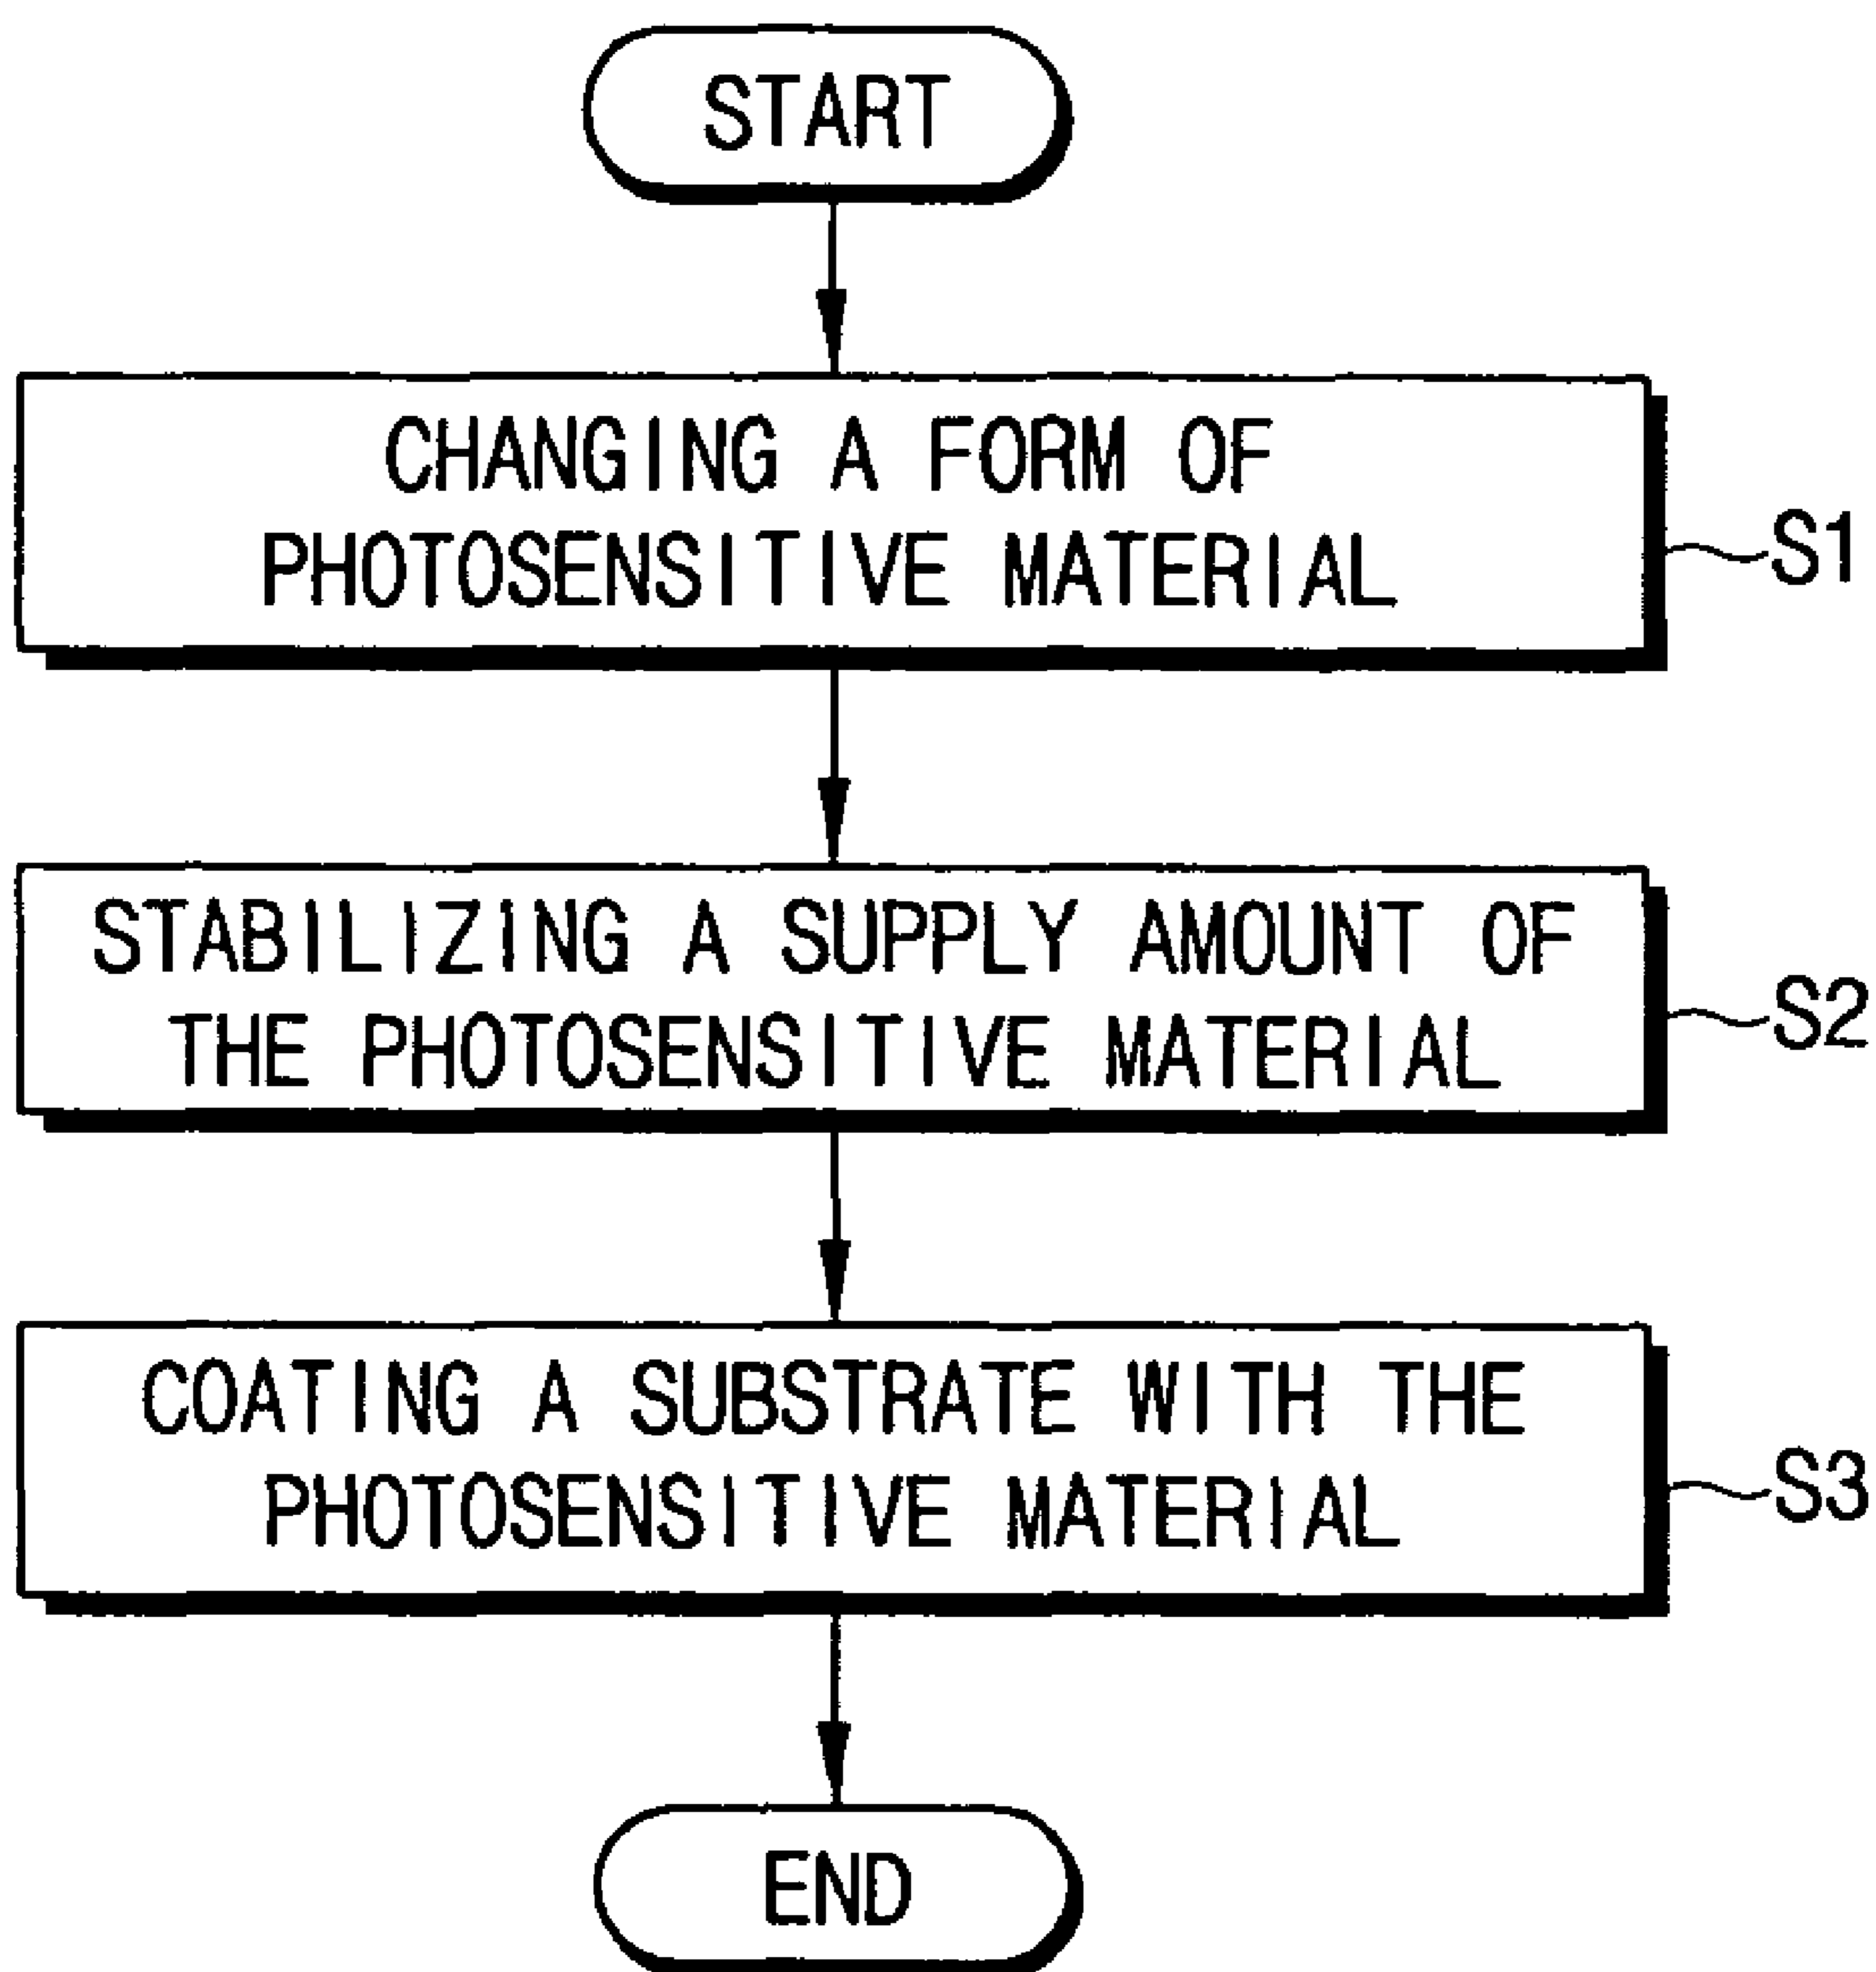 START
CHANGING A FORM OF
PHOTOSENSITIVE MATERIAL
S1
STABILIZING A SUPPLY AMOUNT OF
THE PHOTOSENSITIVE MATERIAL
S2
COATING A SUBSTRATE WITH THE
PHOTOSENSITIVE MATERIAL
S3
END